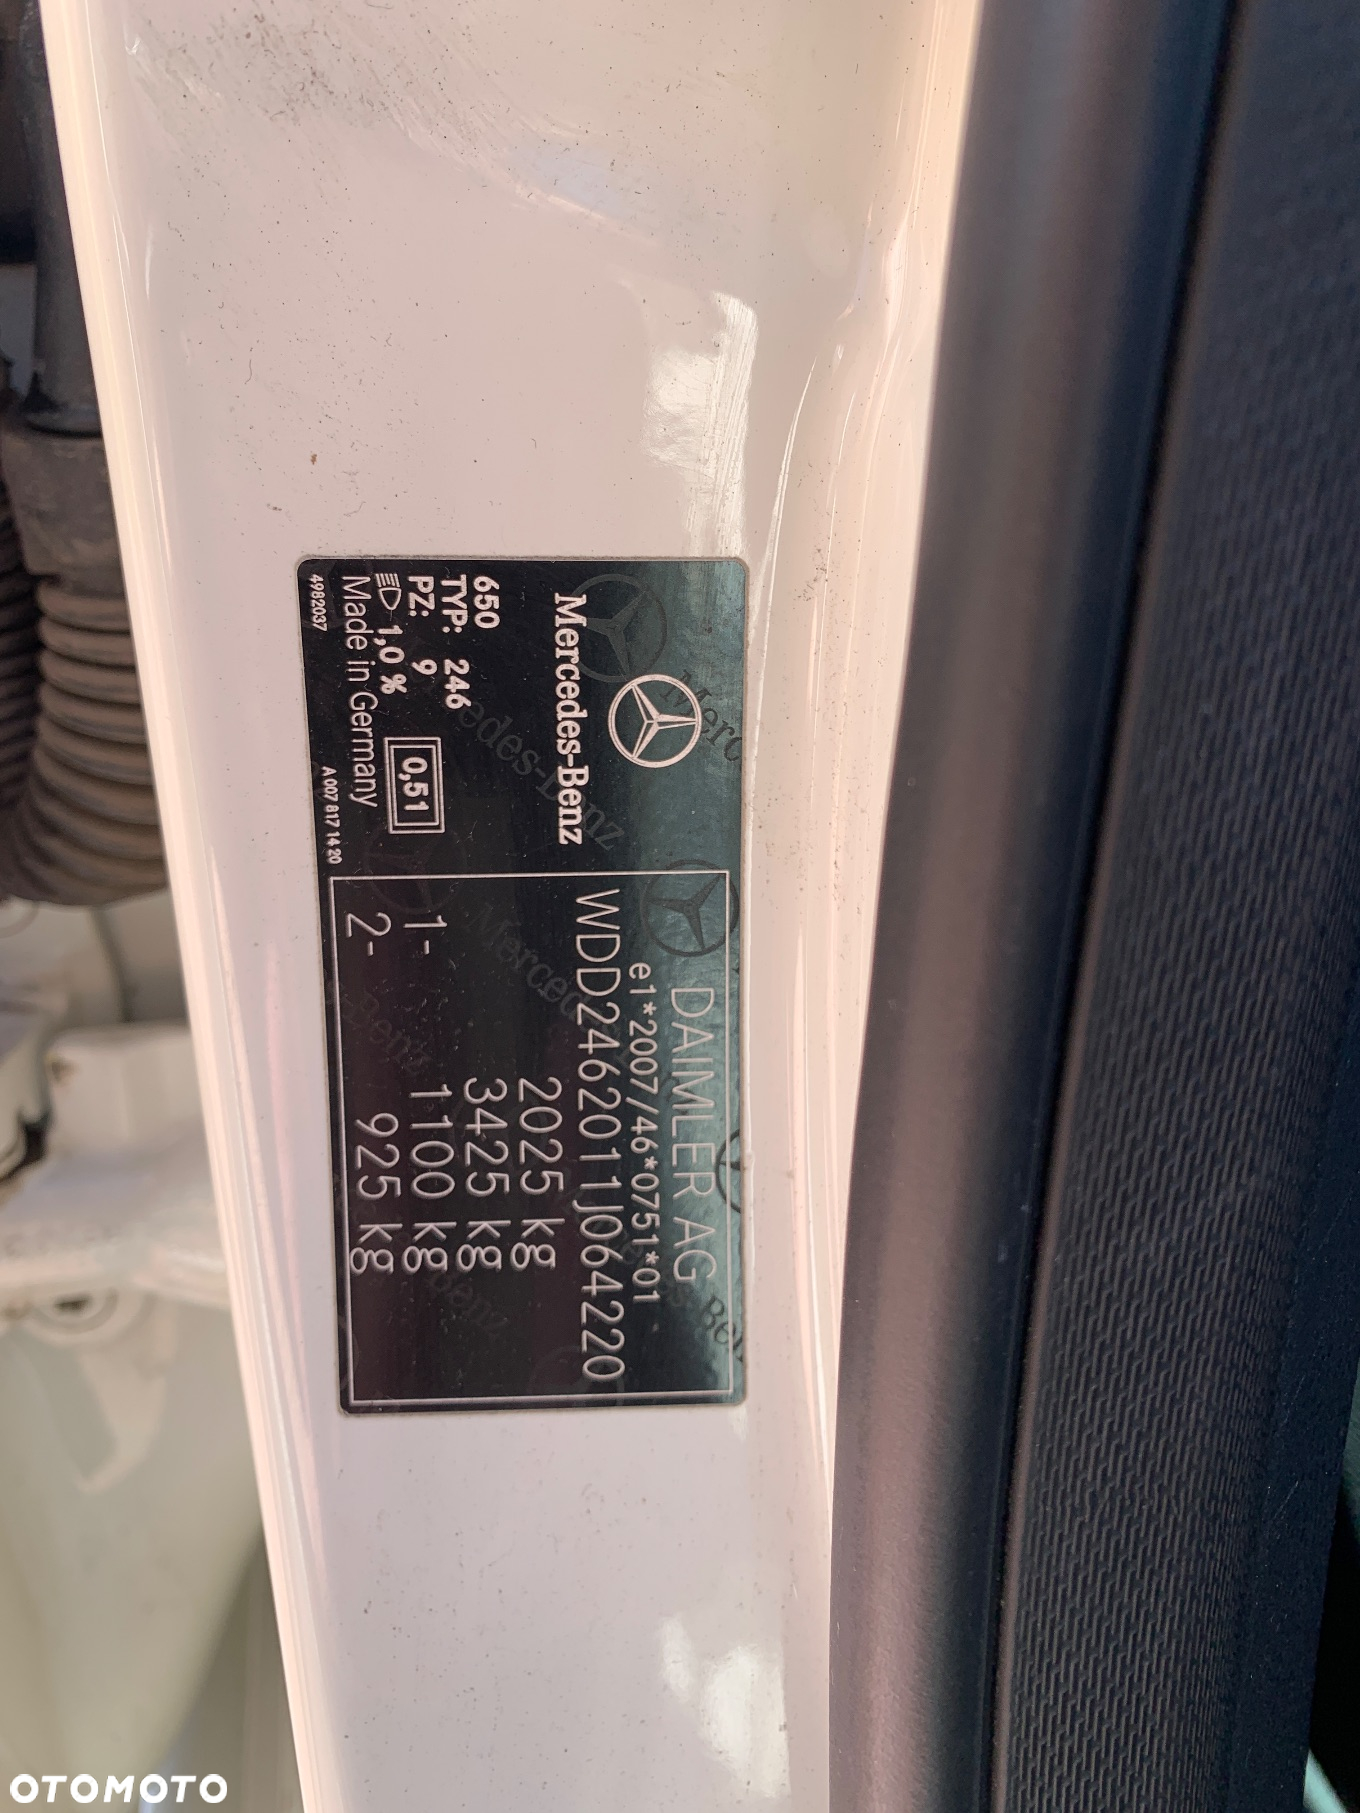 Mercedes-Benz
650
TYP: 246
PZ: 9
1,0 %
0,51
Made in Germany
4982037
A 007 817 14 20
DAIMLER AG
e1*2007/46*0751*01
WDD2462011J064220
2025 kg
3425 kg
1- 1100 kg
2- 925 kg
OTOMOTO